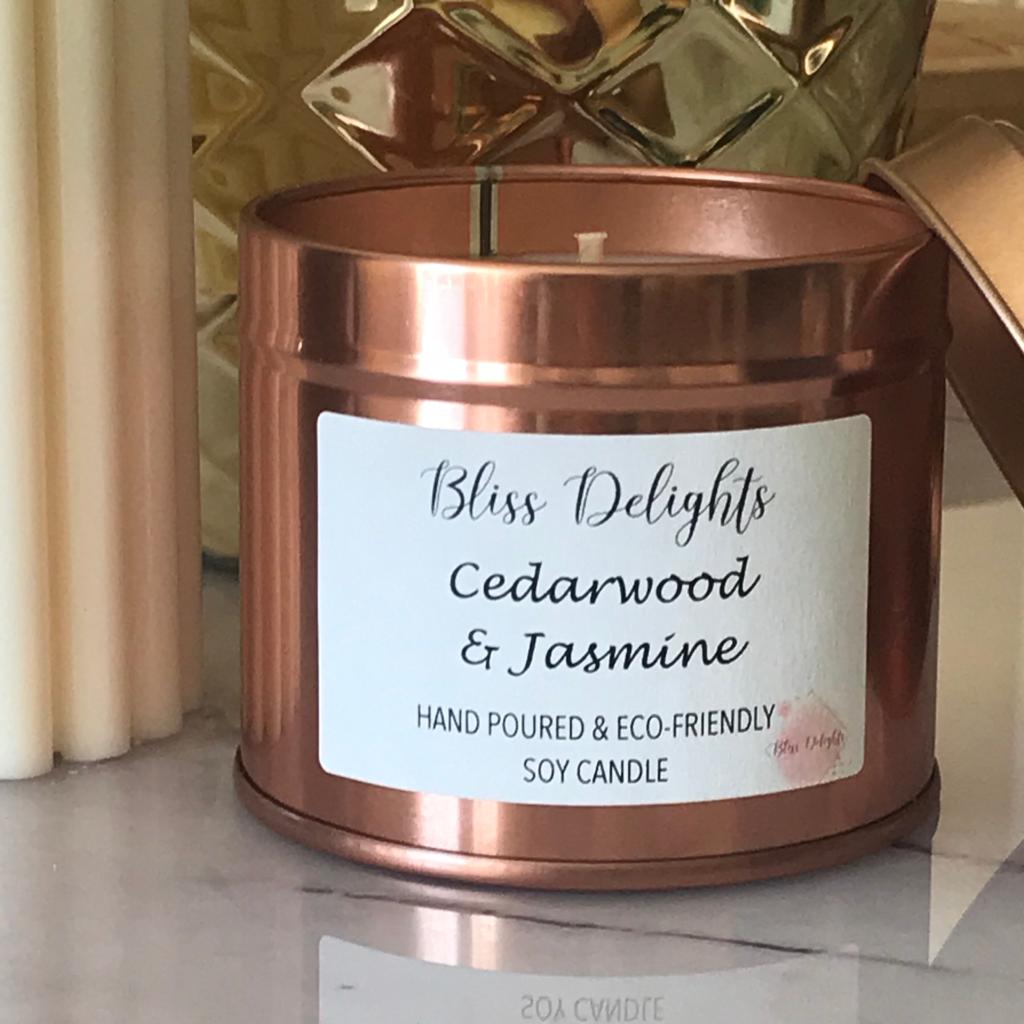 Bliss Delights
Cedarwood
& Jasmine
HAND POURED & ECO-FRIENDLY
SOY CANDLE
Bliss Delights
SOY CANDLE